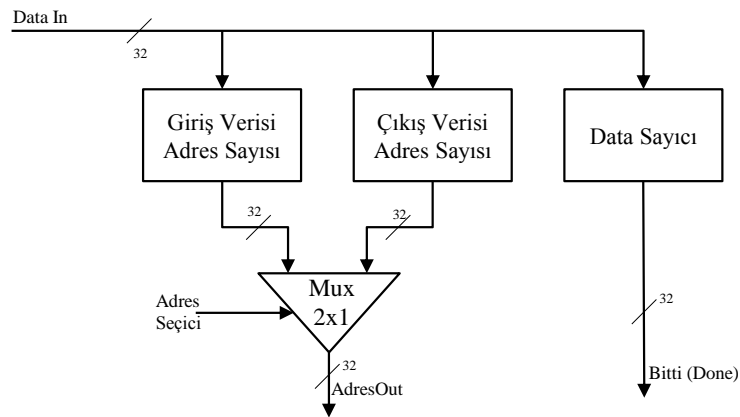 Data In
32
Giriş Verisi
Adres Sayısı
Çıkış Verisi
Adres Sayısı
Data Sayıcı
32
32
Mux
2x1
Adres
Seçici
32
32
AdresOut
Bitti (Done)